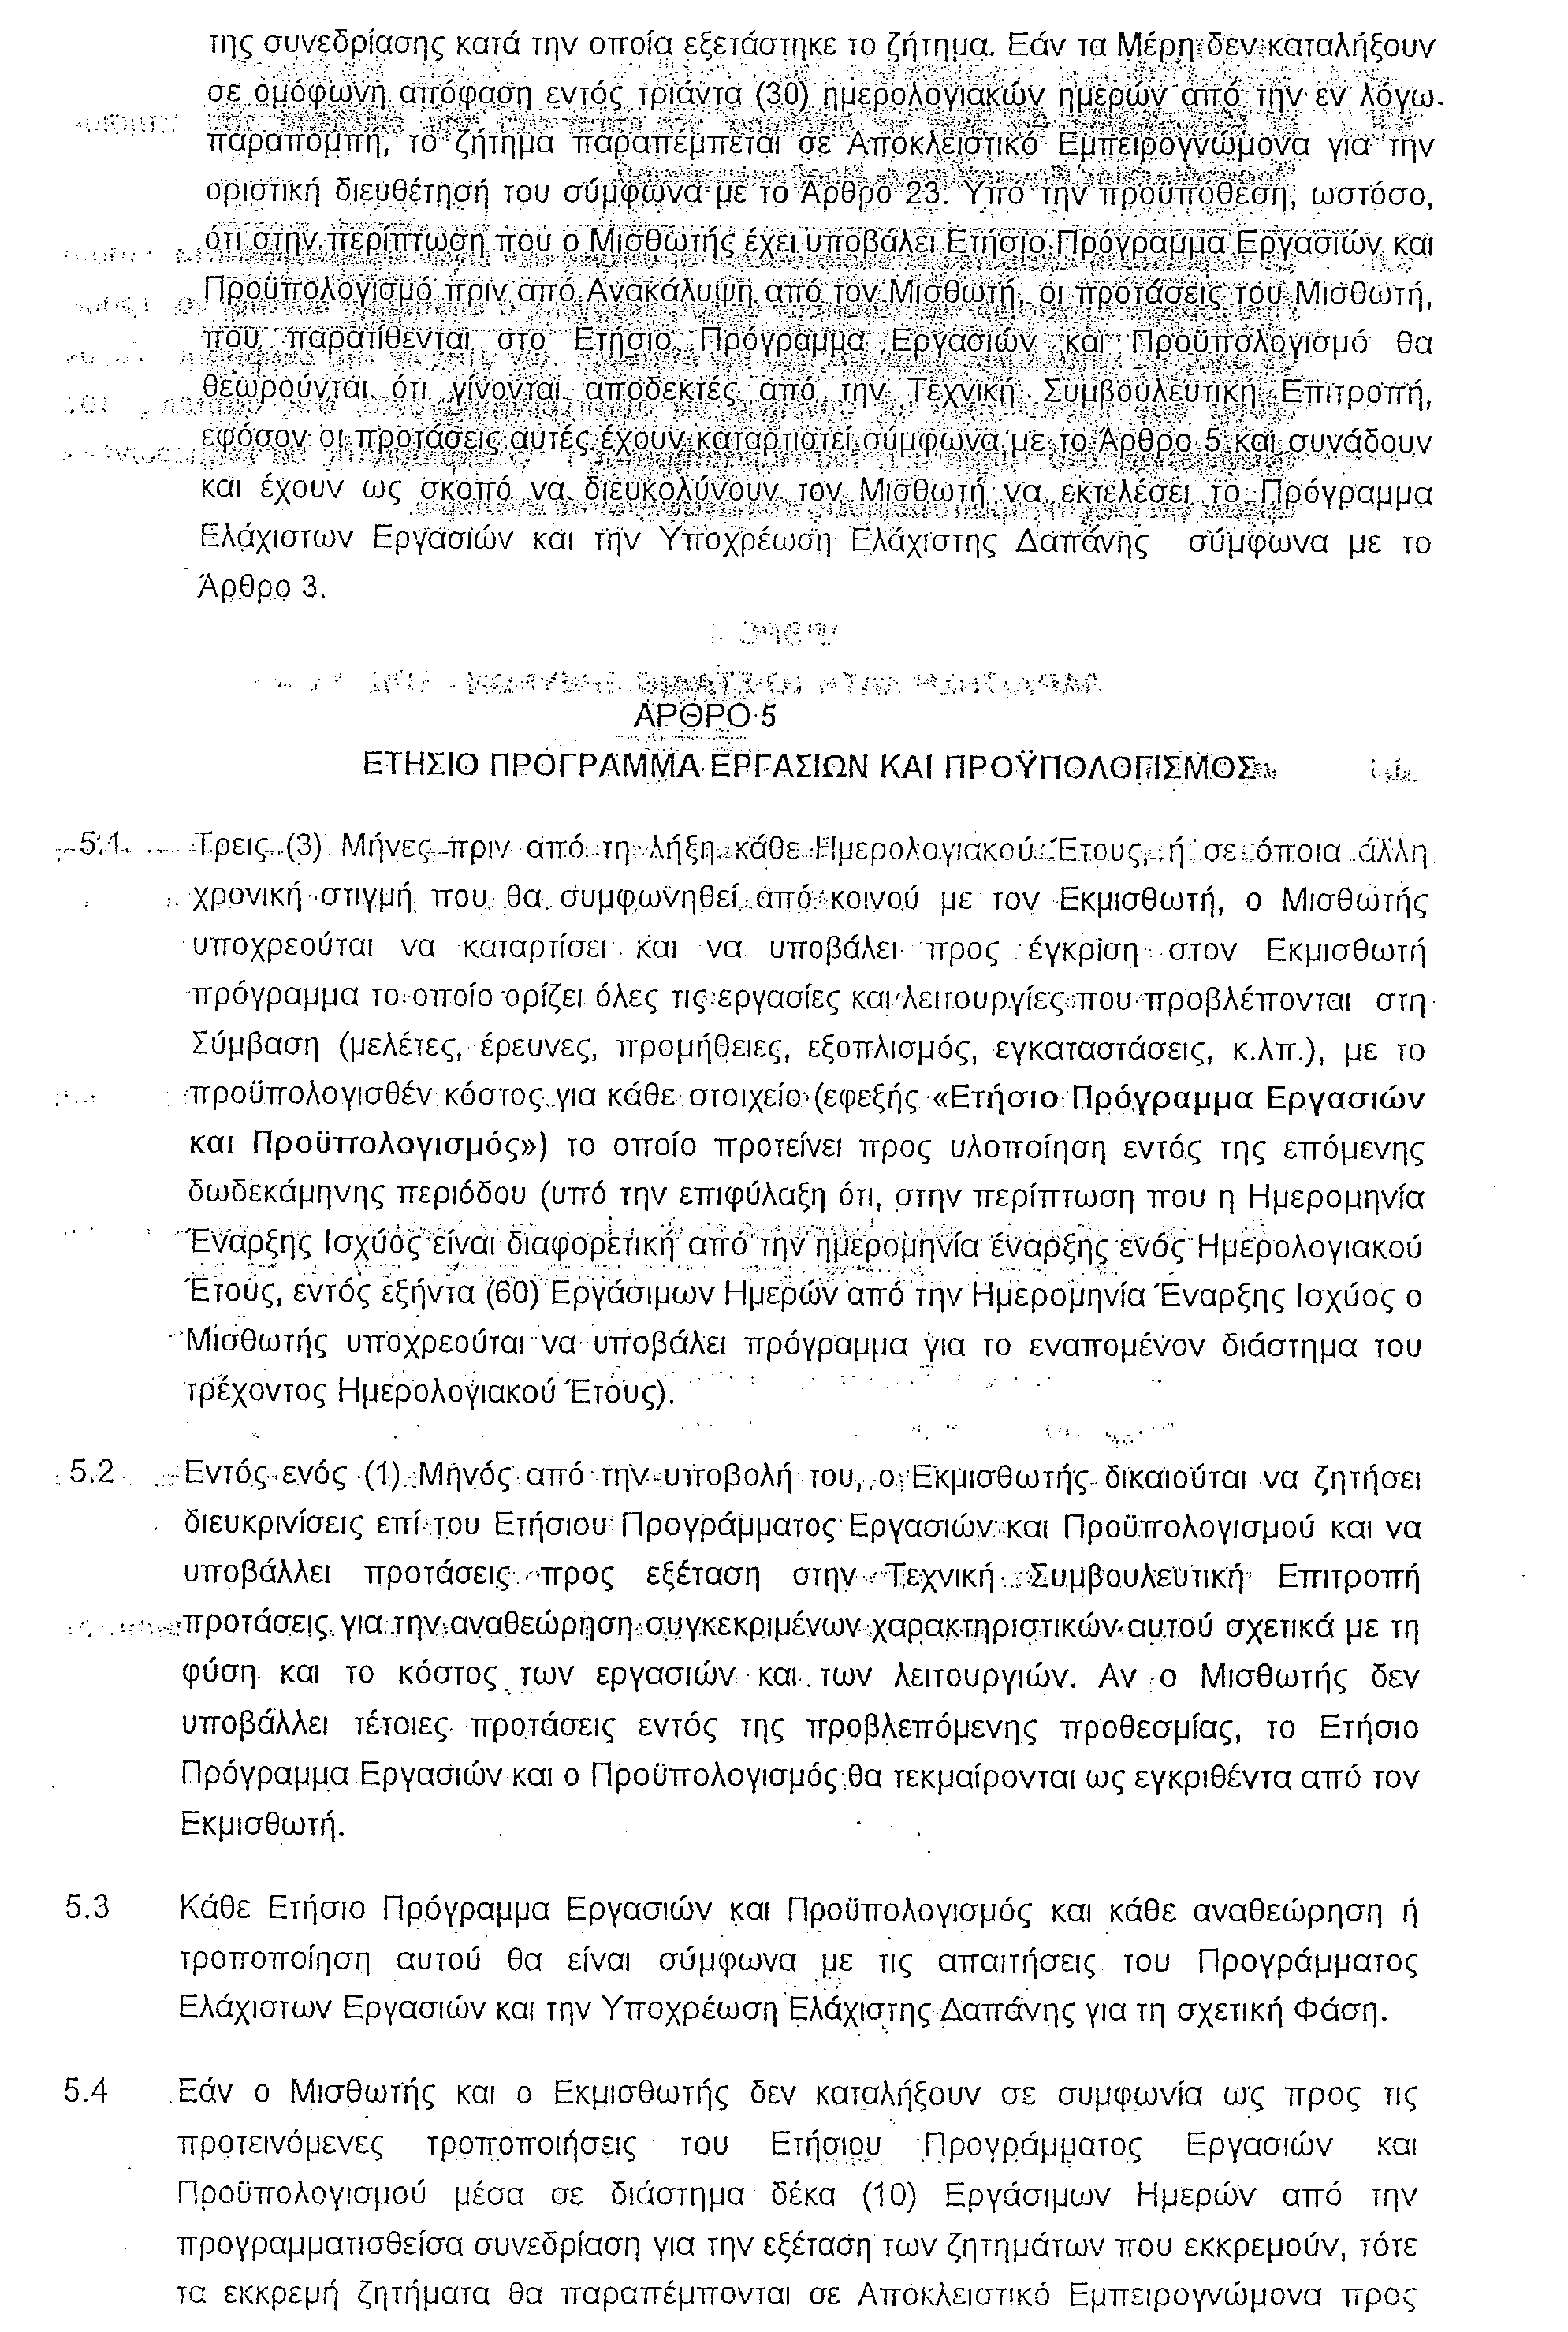 της συνεδρίασης κατά την οποία εξετάστηκε το ζήτημα. Εάν τα Μέρη δεν καταλήξουν
σε ομόφωνη απόφαση εντός τριάντα (30) ημερολογιακών ημερών από την εν λόγω
παραπομπή, το ζήτημα παραπέμπεται σε Αποκλειστικό Εμπειρογνώμονα για την
οριστική διευθέτησή του σύμφωνα με το Άρθρο 23. Υπό την προϋπόθεση, ωστόσο,
ότι στην περίπτωση που ο Μισθωτής έχει υποβάλει Ετήσιο Πρόγραμμα Εργασιών και
Προϋπολογισμό πριν από Ανακάλυψη από τον Μισθωτή, οι προτάσεις του Μισθωτή,
που παρατίθενται στο Ετήσιο Πρόγραμμα Εργασιών και Προϋπολογισμό θα
θεωρούνται ότι γίνονται αποδεκτές από την Τεχνική Συμβουλευτική Επιτροπή,
εφόσον οι προτάσεις αυτές έχουν καταρτιστεί σύμφωνα με το Άρθρο 5 και συνάδουν
και έχουν ως σκοπό να διευκολύνουν τον Μισθωτή να εκτελέσει το Πρόγραμμα
Ελάχιστων Εργασιών και την Υποχρέωση Ελάχιστης Δαπάνης σύμφωνα με το
Άρθρο 3.
ΑΡΘΡΟ 5
ΕΤΗΣΙΟ ΠΡΟΓΡΑΜΜΑ ΕΡΓΑΣΙΩΝ ΚΑΙ ΠΡΟΫΠΟΛΟΓΙΣΜΟΣ
5.1. Τρεις (3) Μήνες πριν από τη λήξη κάθε Ημερολογιακού Έτους, ή σε όποια άλλη
χρονική στιγμή που θα συμφωνηθεί από κοινού με τον Εκμισθωτή, ο Μισθωτής
υποχρεούται να καταρτίσει και να υποβάλει προς έγκριση στον Εκμισθωτή
πρόγραμμα το οποίο ορίζει όλες τις εργασίες και λειτουργίες που προβλέπονται στη
Σύμβαση (μελέτες, έρευνες, προμήθειες, εξοπλισμός, εγκαταστάσεις, κ.λπ.), με το
προϋπολογισθέν κόστος για κάθε στοιχείο (εφεξής «Ετήσιο Πρόγραμμα Εργασιών
και Προϋπολογισμός») το οποίο προτείνει προς υλοποίηση εντός της επόμενης
δωδεκάμηνης περιόδου (υπό την επιφύλαξη ότι, στην περίπτωση που η Ημερομηνία
Έναρξης Ισχύος είναι διαφορετική από την ημερομηνία έναρξης ενός Ημερολογιακού
Έτους, εντός εξήντα (60) Εργάσιμων Ημερών από την Ημερομηνία Έναρξης Ισχύος ο
Μισθωτής υποχρεούται να υποβάλει πρόγραμμα για το εναπομένον διάστημα του
τρέχοντος Ημερολογιακού Έτους).
5.2 Εντός ενός (1) Μηνός από την υποβολή του, ο Εκμισθωτής δικαιούται να ζητήσει
διευκρινίσεις επί του Ετήσιου Προγράμματος Εργασιών και Προϋπολογισμού και να
υποβάλλει προτάσεις προς εξέταση στην Τεχνική Συμβουλευτική Επιτροπή
προτάσεις για την αναθεώρηση συγκεκριμένων χαρακτηριστικών αυτού σχετικά με τη
φύση και το κόστος των εργασιών και των λειτουργιών. Αν ο Μισθωτής δεν
υποβάλλει τέτοιες προτάσεις εντός της προβλεπόμενης προθεσμίας, το Ετήσιο
Πρόγραμμα Εργασιών και ο Προϋπολογισμός θα τεκμαίρονται ως εγκριθέντα από τον
Εκμισθωτή.
5.3 Κάθε Ετήσιο Πρόγραμμα Εργασιών και Προϋπολογισμός και κάθε αναθεώρηση ή
τροποποίηση αυτού θα είναι σύμφωνα με τις απαιτήσεις του Προγράμματος
Ελάχιστων Εργασιών και την Υποχρέωση Ελάχιστης Δαπάνης για τη σχετική Φάση.
5.4 Εάν ο Μισθωτής και ο Εκμισθωτής δεν καταλήξουν σε συμφωνία ως προς τις
προτεινόμενες τροποποιήσεις του Ετήσιου Προγράμματος Εργασιών και
Προϋπολογισμού μέσα σε διάστημα δέκα (10) Εργάσιμων Ημερών από την
προγραμματισθείσα συνεδρίαση για την εξέταση των ζητημάτων που εκκρεμούν, τότε
τα εκκρεμή ζητήματα θα παραπέμπονται σε Αποκλειστικό Εμπειρογνώμονα προς